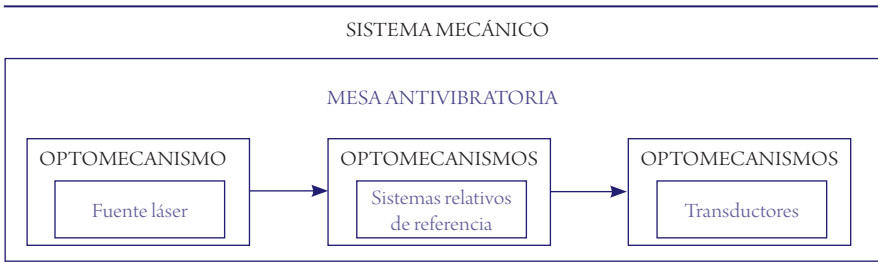 SISTEMA MECÁNICO
MESA ANTIVIBRATORIA
OPTOMECANISMO
Fuente láser
OPTOMECANISMOS
Sistemas relativos
de referencia
OPTOMECANISMOS
Transductores